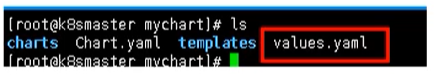 [root@k8smaster mychart]# ls
charts Chart.yaml templates values.yaml
[root@k8smaster mychart]#